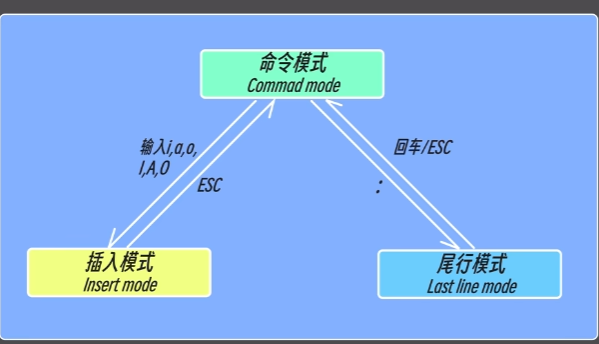 命令模式
Commad mode
输入i,a,o,
I,A,O
ESC
回车/ESC
:
插入模式
Insert mode
尾行模式
Last line mode